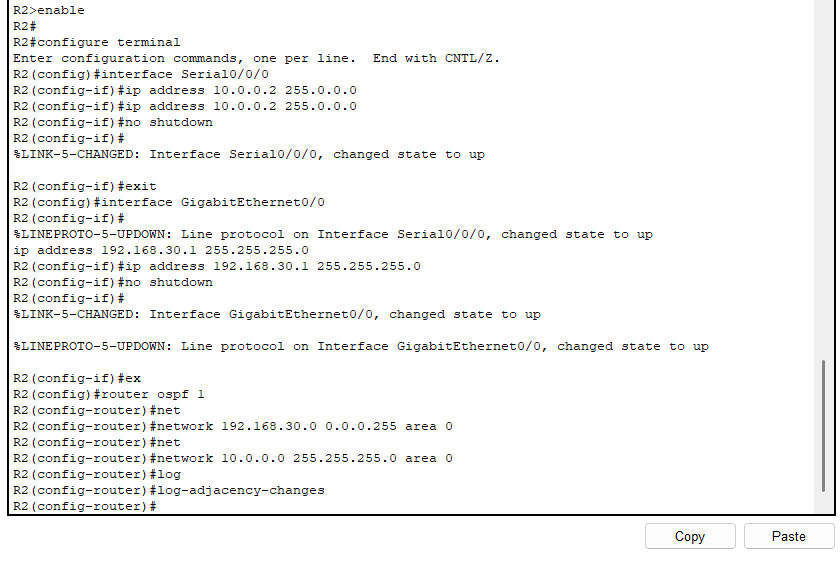 R2>enable
R2#
R2#configure terminal
Enter configuration commands, one per line.  End with CNTL/Z.
R2(config)#interface Serial0/0/0
R2(config-if)#ip address 10.0.0.2 255.0.0.0
R2(config-if)#ip address 10.0.0.2 255.0.0.0
R2(config-if)#no shutdown
R2(config-if)#
%LINK-5-CHANGED: Interface Serial0/0/0, changed state to up
R2(config-if)#exit
R2(config)#interface GigabitEthernet0/0
R2(config-if)#
%LINEPROTO-5-UPDOWN: Line protocol on Interface Serial0/0/0, changed state to up
ip address 192.168.30.1 255.255.255.0
R2(config-if)#ip address 192.168.30.1 255.255.255.0
R2(config-if)#no shutdown
R2(config-if)#
%LINK-5-CHANGED: Interface GigabitEthernet0/0, changed state to up
%LINEPROTO-5-UPDOWN: Line protocol on Interface GigabitEthernet0/0, changed state to up
R2(config-if)#ex
R2(config)#router ospf 1
R2(config-router)#net
R2(config-router)#network 192.168.30.0 0.0.0.255 area 0
R2(config-router)#net
R2(config-router)#network 10.0.0.0 255.255.255.0 area 0
R2(config-router)#log
R2(config-router)#log-adjacency-changes
R2(config-router)#
Copy
Paste